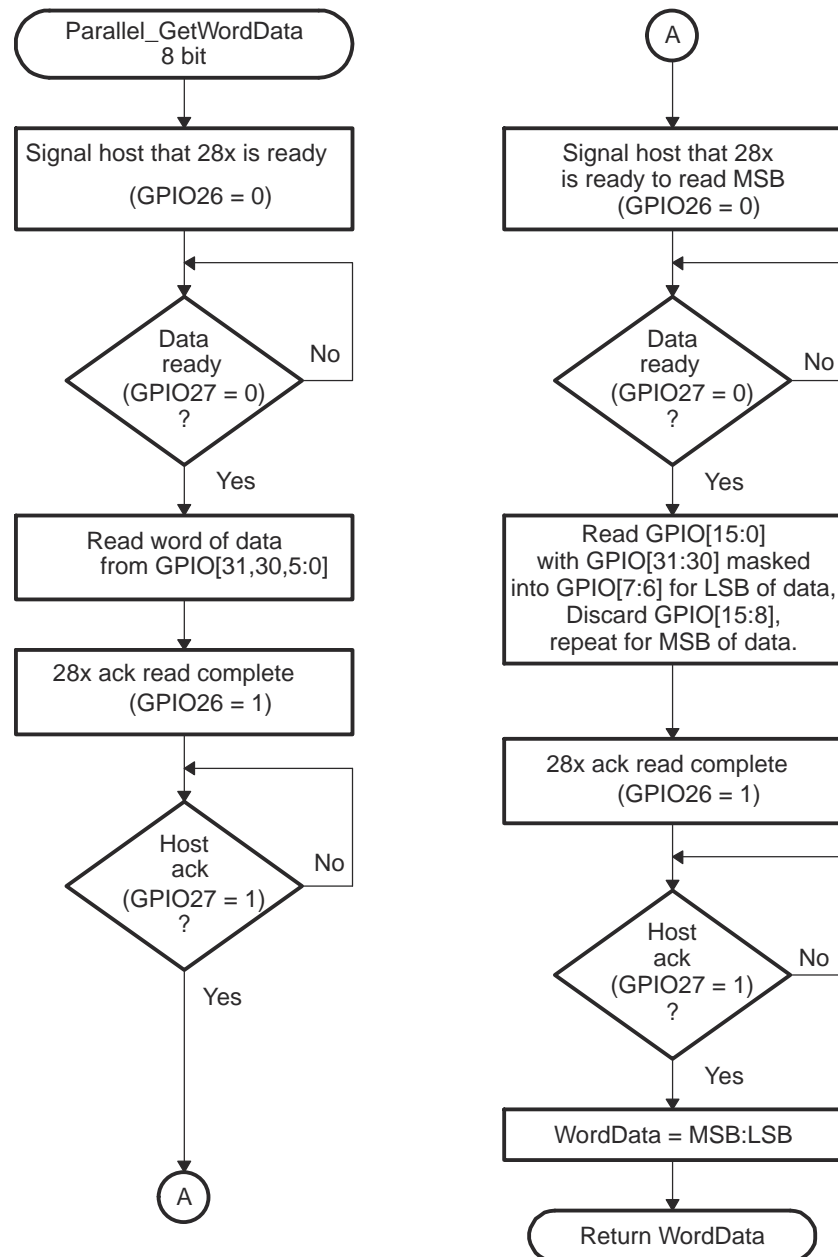 Parallel_GetWordData
8 bit
Signal host that 28x is ready
(GPIO26 = 0)
Data
ready
(GPIO27 = 0)
?
No
Yes
Read word of data
from GPIO[31,30,5:0]
28x ack read complete
(GPIO26 = 1)
Host
ack
(GPIO27 = 1)
?
No
Yes
A
A
Signal host that 28x
is ready to read MSB
(GPIO26 = 0)
Data
ready
(GPIO27 = 0)
?
No
Yes
Read GPIO[15:0]
with GPIO[31:30] masked
into GPIO[7:6] for LSB of data,
Discard GPIO[15:8],
repeat for MSB of data.
28x ack read complete
(GPIO26 = 1)
Host
ack
(GPIO27 = 1)
?
No
Yes
WordData = MSB:LSB
Return WordData